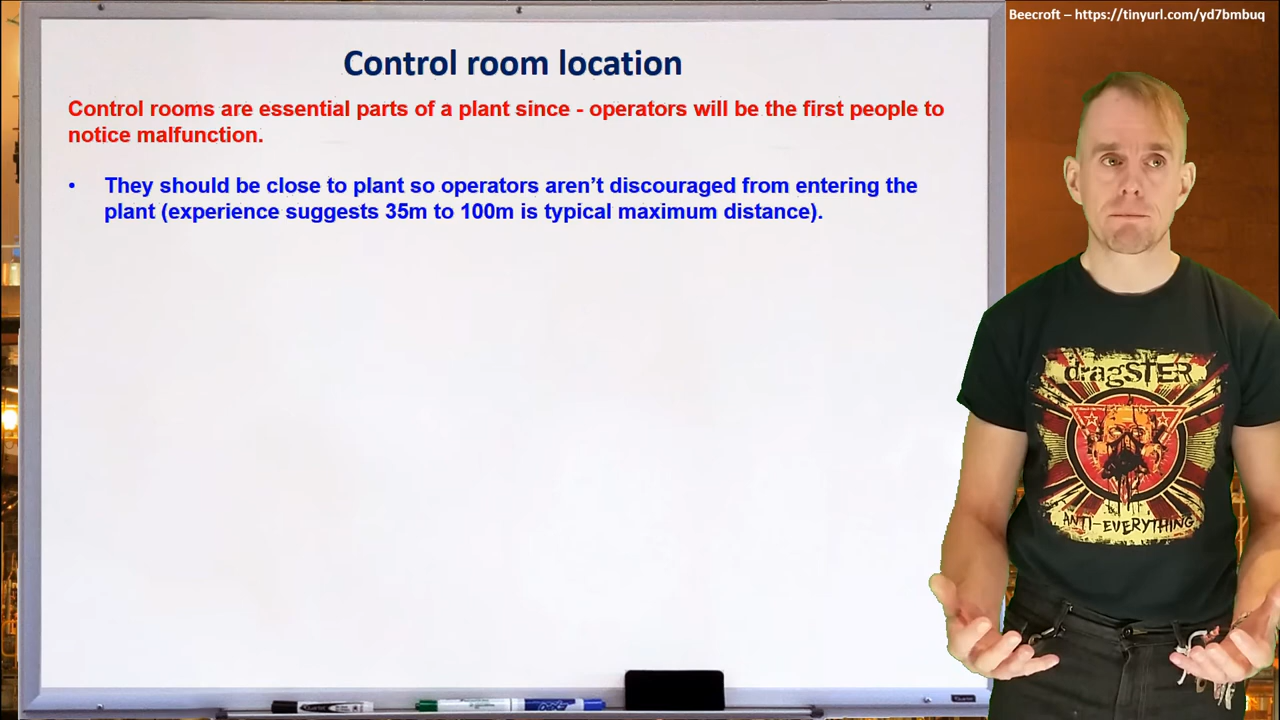 Beecroft – https://tinyurl.com/yd7bmbuq
Control room location
Control rooms are essential parts of a plant since - operators will be the first people to
notice malfunction.
• They should be close to plant so operators aren’t discouraged from entering the
plant (experience suggests 35m to 100m is typical maximum distance).
dragSTER
ANTI-EVERYTHING